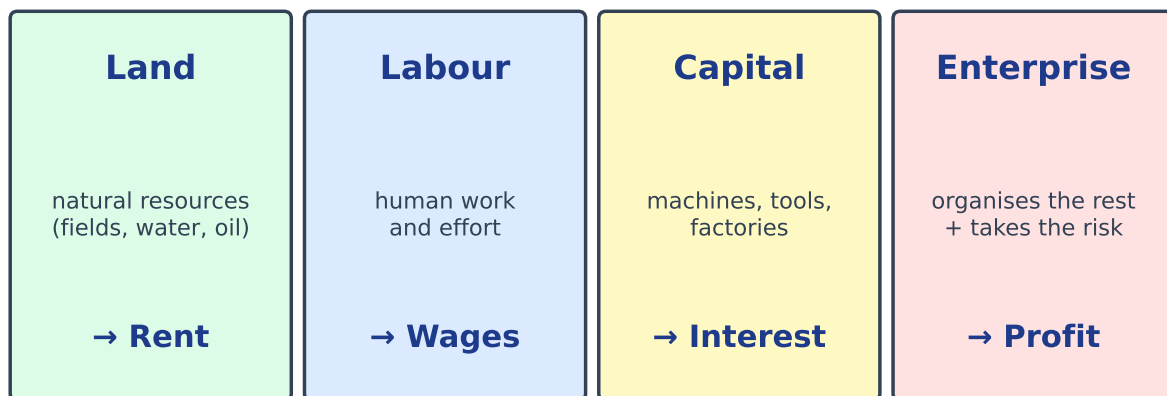 Land
natural resources
(fields, water, oil)
→ Rent
Labour
human work
and effort
→ Wages
Capital
machines, tools,
factories
→ Interest
Enterprise
organises the rest
+ takes the risk
→ Profit